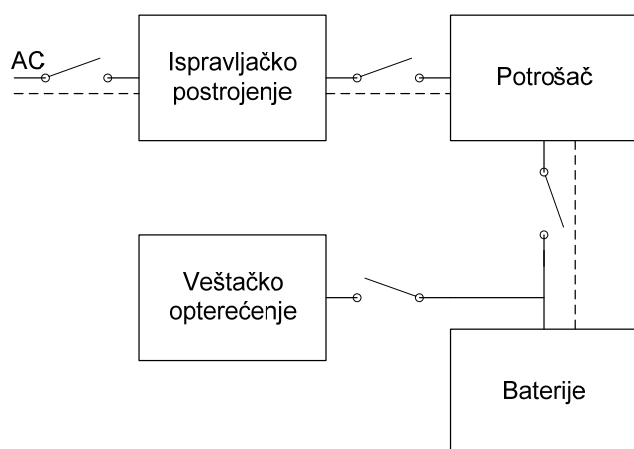 AC
Ispravljačko
postrojenje
Potrošač
Veštačko
opterećenje
Baterije